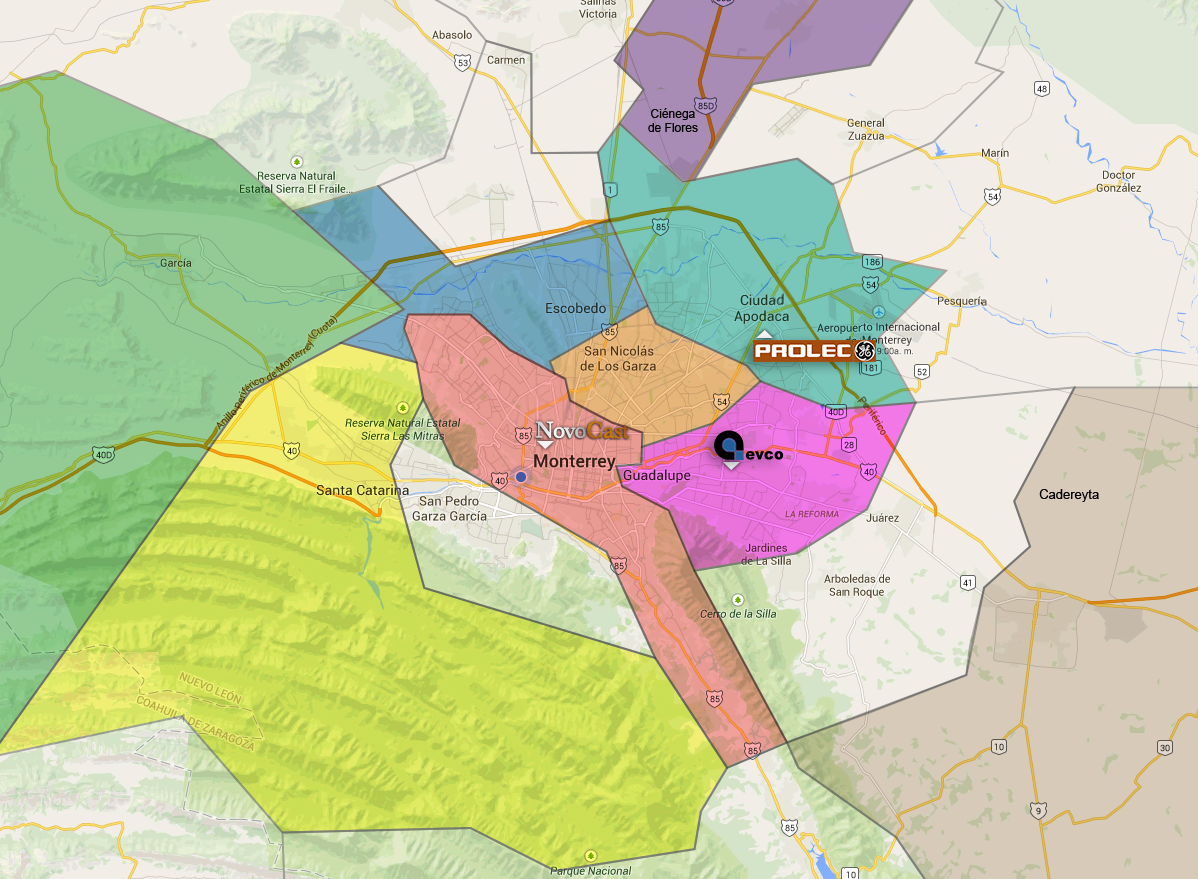 Salinas
Victoria
85D
Abasolo
53
Carmen
48
85D
Ciénega
de Flores
General
Zuazua
Marín
Doctor
González
Reserva Natural
Estatal Sierra El Fraile...
1
54
85
García
186
54
Pesquería
Escobedo
Ciudad
Apodaca
Aeropuerto Internacional
de Monterrey
9:00a. m.
Anillo Periférico de Monterrey (Cuota)
85
San Nicolás
de Los Garza
PROLEC
181
52
54
40D
Periférico
Reserva Natural Estatal
Sierra Las Mitras
85
NovoCast
evco
28
40D
40
Monterrey
40
Guadalupe
40
Santa Catarina
San Pedro
Garza García
Cadereyta
LA REFORMA
Juárez
Jardines
de La Silla
85
Arboledas de
San Roque
41
Cerro de la Silla
NUEVO LEÓN
COAHUILA DE ZARAGOZA
85
85
10
30
9
85
Parque Nacional
10